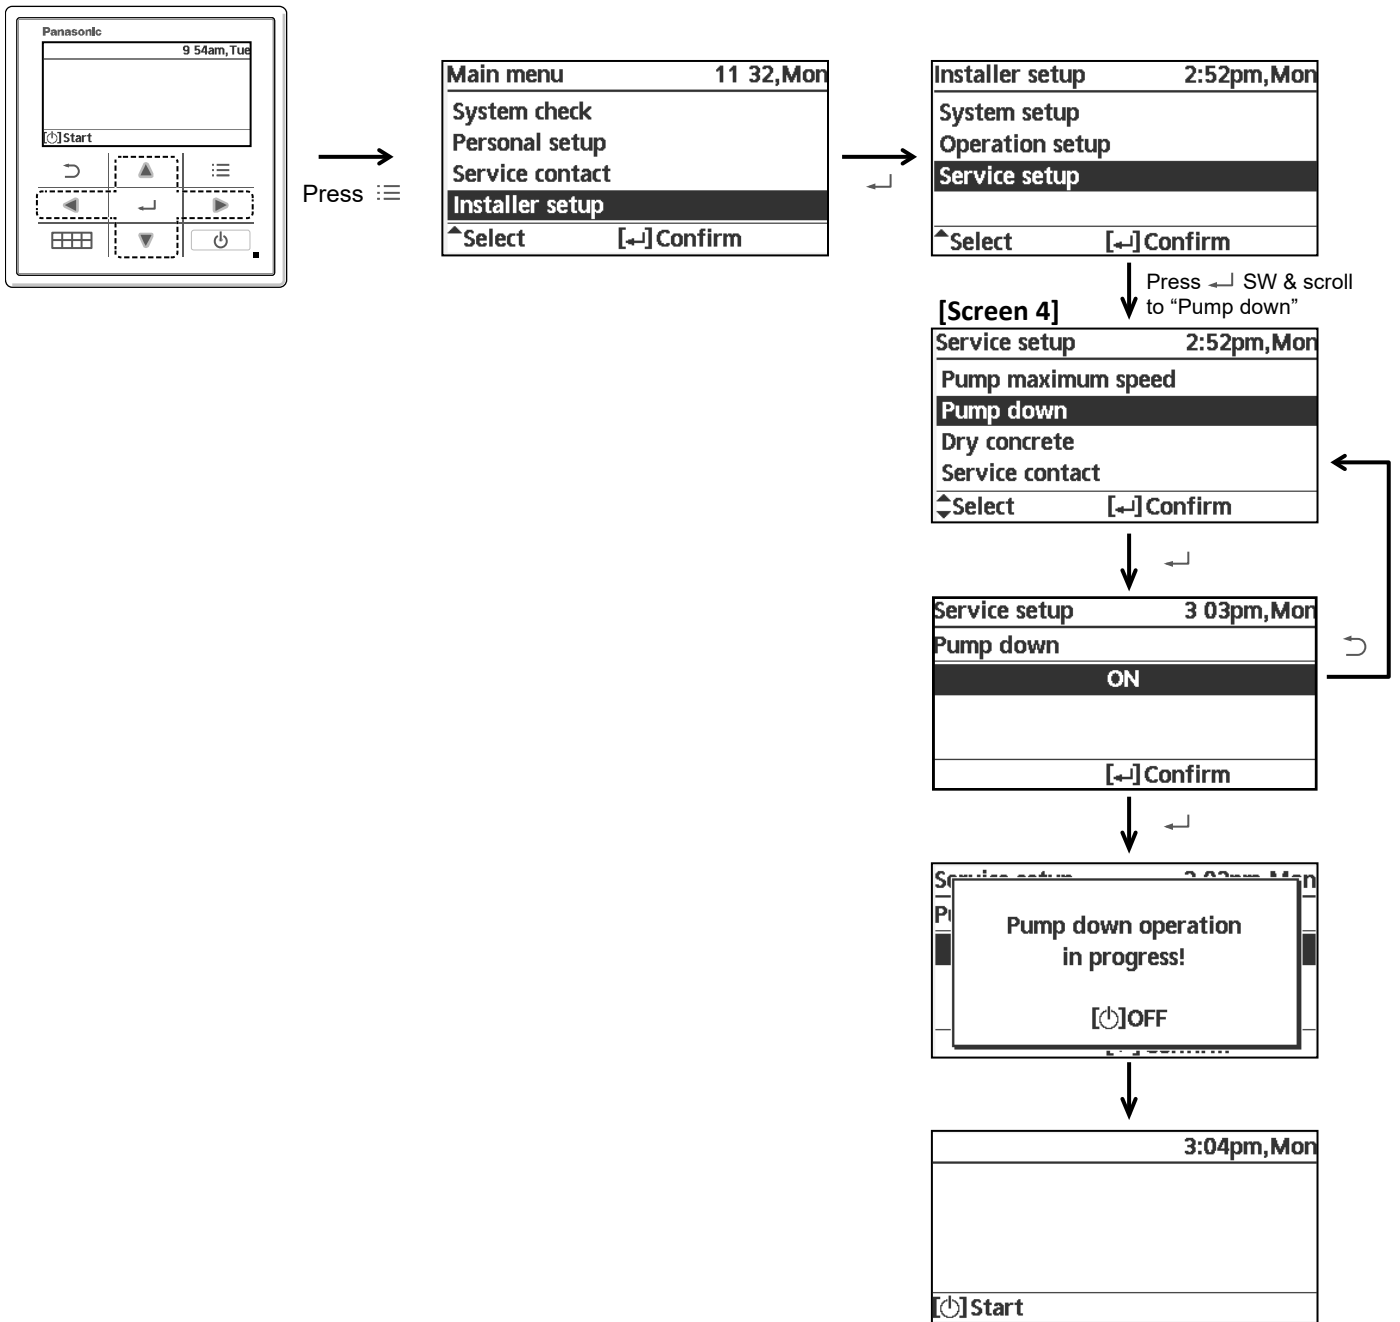 Panasonic
9 54am,Tue
[⏻]Start
Press
Main menu 11 32,Mon
System check
Personal setup
Service contact
Installer setup
Select [↵]Confirm
Installer setup 2:52pm,Mon
System setup
Operation setup
Service setup
Select [↵]Confirm
Press ↵ SW & scroll
to “Pump down”
[Screen 4]
Service setup 2:52pm,Mon
Pump maximum speed
Pump down
Dry concrete
Service contact
Select [↵]Confirm
Service setup 3 03pm,Mon
Pump down
ON
[↵]Confirm
Pump down operation
in progress!
[⏻]OFF
3:04pm,Mon
[⏻]Start